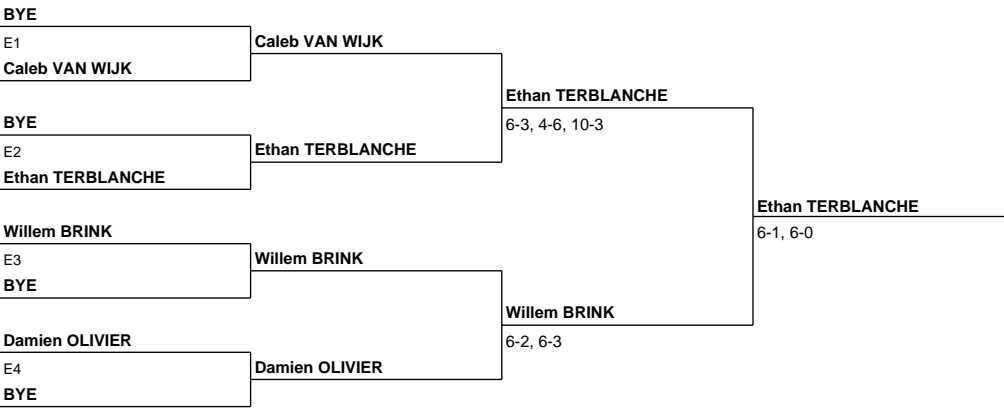 BYE
E1
Caleb VAN WIJK
Caleb VAN WIJK
BYE
E2
Ethan TERBLANCHE
Ethan TERBLANCHE
Ethan TERBLANCHE
6-3, 4-6, 10-3
Willem BRINK
E3
BYE
Willem BRINK
Damien OLIVIER
E4
BYE
Damien OLIVIER
Willem BRINK
6-2, 6-3
Ethan TERBLANCHE
6-1, 6-0